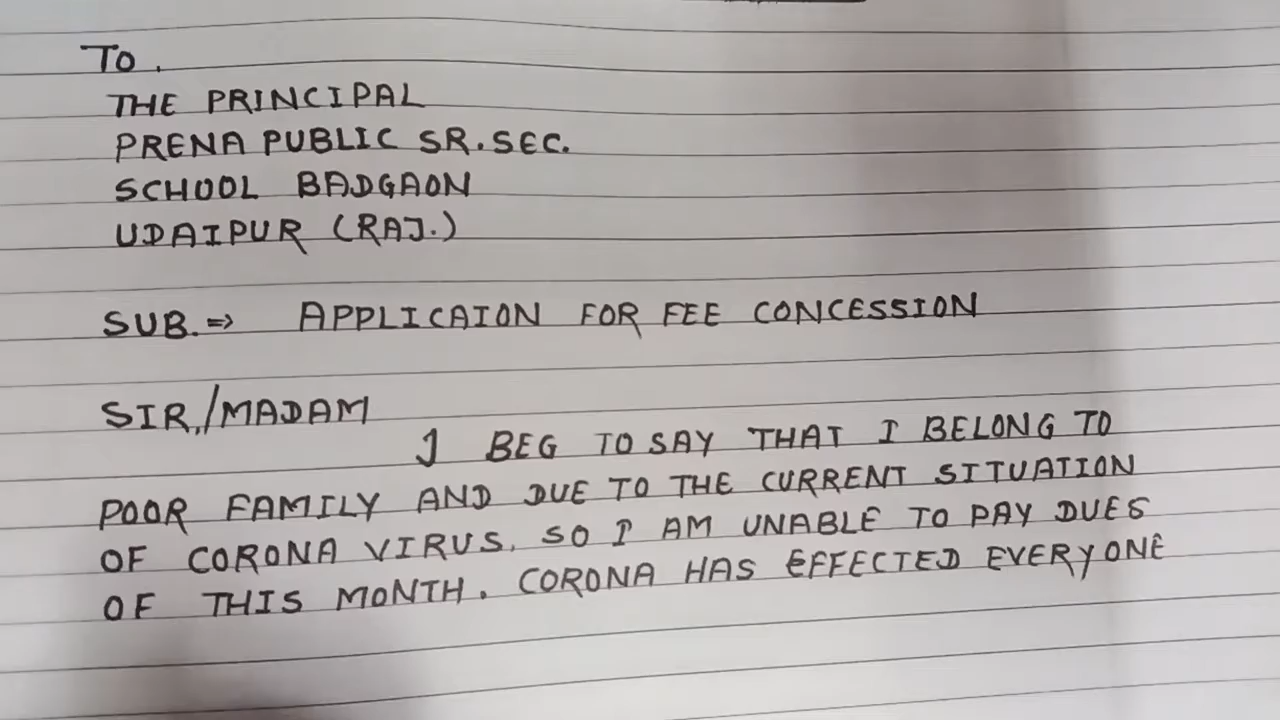 TO,
THE PRINCIPAL
PRENA PUBLIC SR. SEC.
SCHOOL BADGAON
UDAIPUR (RAJ.)
SUB. ⇒ APPLICAION FOR FEE CONCESSION
SIR,/MADAM
I BEG TO SAY THAT I BELONG TO
POOR FAMILY AND DUE TO THE CURRENT SITUATION
OF CORONA VIRUS. SO I AM UNABLE TO PAY DUES
OF THIS MONTH. CORONA HAS EFFECTED EVERYONE